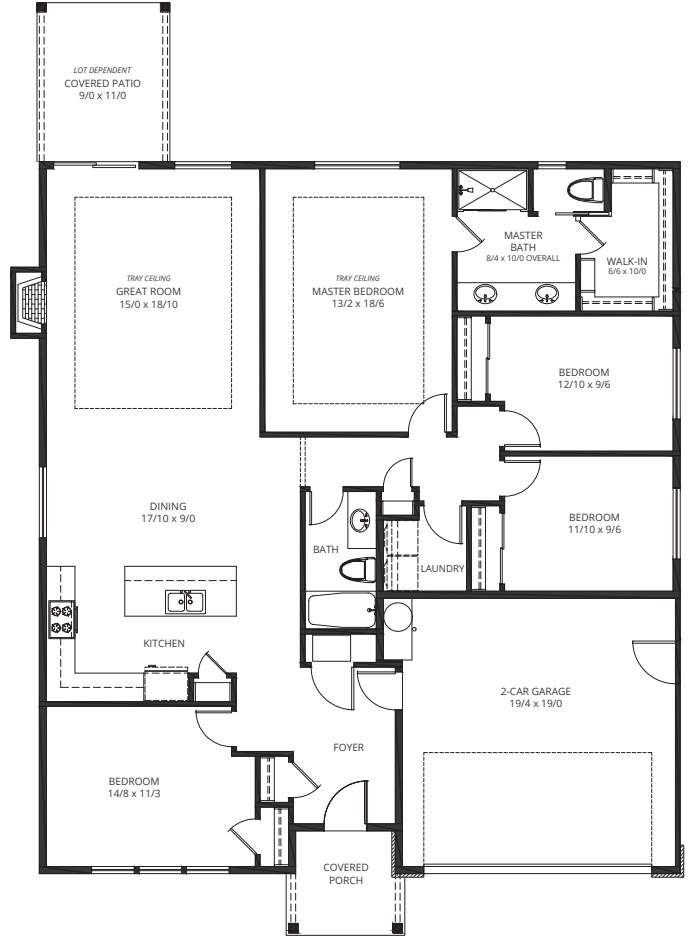 LOT DEPENDENT
COVERED PATIO
9/0 x 11/0
TRAY CEILING
GREAT ROOM
15/0 x 18/10
TRAY CEILING
MASTER BEDROOM
13/2 x 18/6
MASTER
BATH
8/4 x 10/0 OVERALL
WALK-IN
6/6 x 10/0
BEDROOM
12/10 x 9/6
DINING
17/10 x 9/0
BEDROOM
11/10 x 9/6
BATH
LAUNDRY
KITCHEN
2-CAR GARAGE
19/4 x 19/0
FOYER
BEDROOM
14/8 x 11/3
COVERED
PORCH